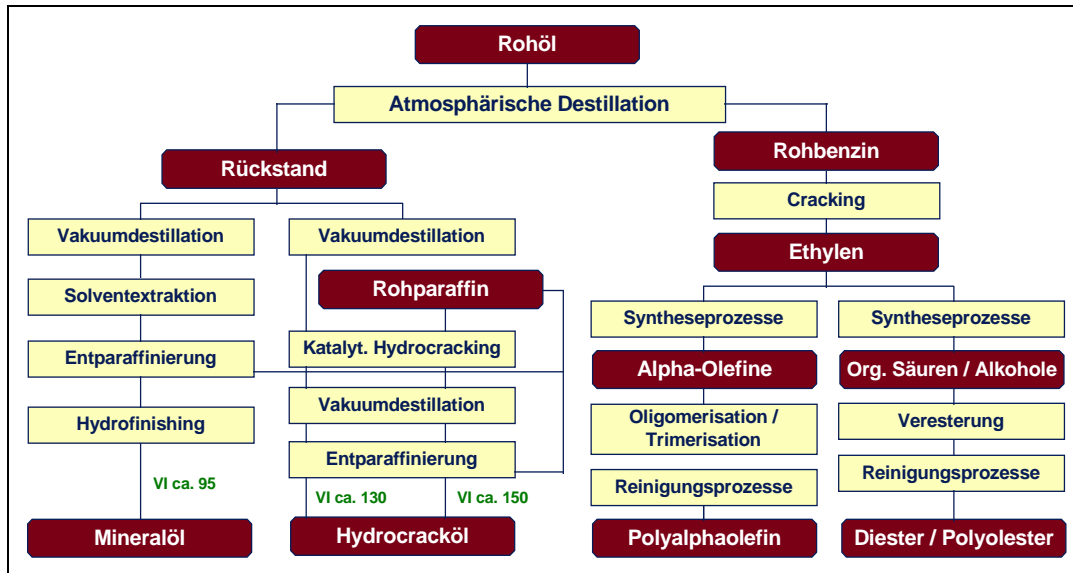 Rohöl
Atmosphärische Destillation
Rückstand
Rohbenzin
Cracking
Vakuumdestillation
Vakuumdestillation
Ethylen
Rohparaffin
Solventextraktion
Syntheseprozesse
Syntheseprozesse
Katalyt. Hydrocracking
Entparaffinierung
Alpha-Olefine
Org. Säuren / Alkohole
Vakuumdestillation
Hydrofinishing
Oligomerisation /
Trimerisation
Veresterung
Entparaffinierung
Reinigungsprozesse
Reinigungsprozesse
VI ca. 95
VI ca. 130
VI ca. 150
Mineralöl
Hydrocracköl
Polyalphaolefin
Diester / Polyolester